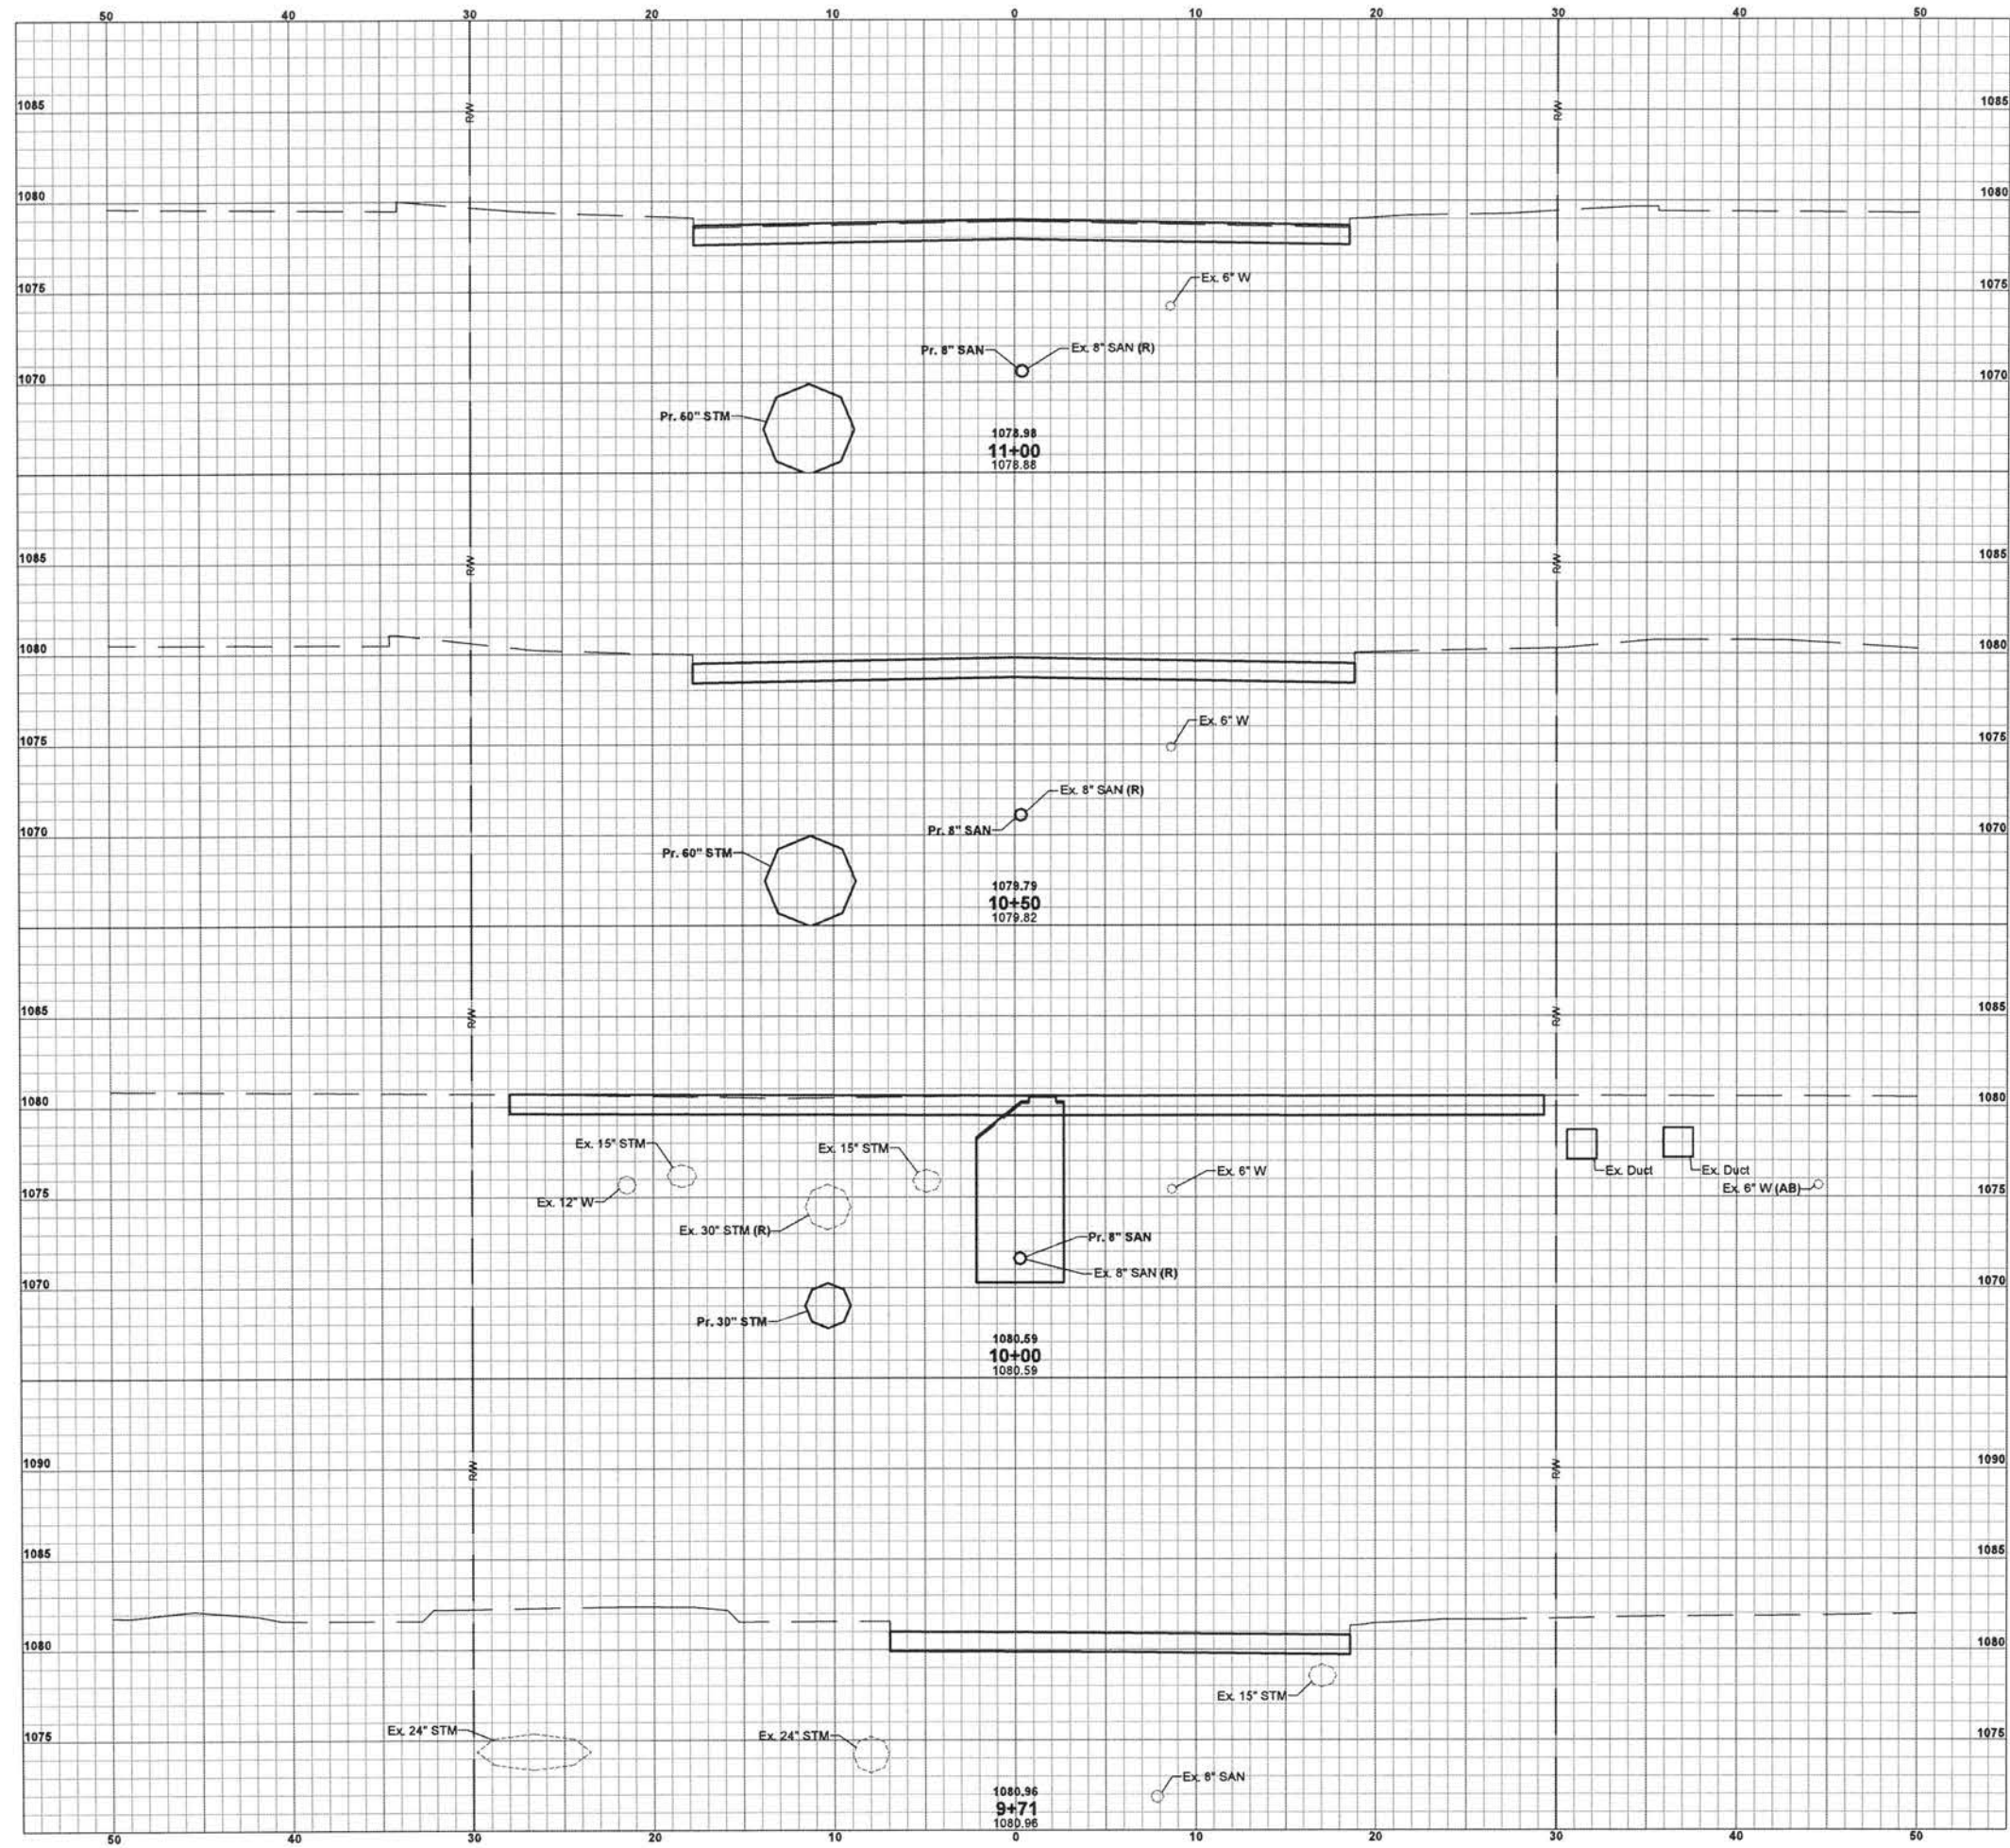 50 40 30 20 10 0 10 20 30 40 50
1085 R/W R/W 1085
1080 1080
1075 Ex. 6" W 1075
Pr. 8" SAN Ex. 8" SAN (R)
1070 1070
Pr. 60" STM
1078.98
11+00
1078.88
1085 R/W R/W 1085
1080 1080
1075 Ex. 6" W 1075
Ex. 8" SAN (R)
1070 Pr. 8" SAN 1070
Pr. 60" STM
1079.79
10+50
1079.82
1085 R/W R/W 1085
1080 1080
Ex. 15" STM Ex. 15" STM
Ex. 6" W Ex. Duct Ex. Duct
1075 Ex. 12" W Ex. 6" W (AB) 1075
Ex. 30" STM (R)
Pr. 8" SAN
Ex. 8" SAN (R)
1070 1070
Pr. 30" STM
1080.59
10+00
1080.59
1090 R/W R/W 1090
1085 1085
1080 1080
Ex. 15" STM
Ex. 24" STM Ex. 24" STM
1075 1075
Ex. 8" SAN
1080.96
9+71
1080.96
50 40 30 20 10 0 10 20 30 40 50